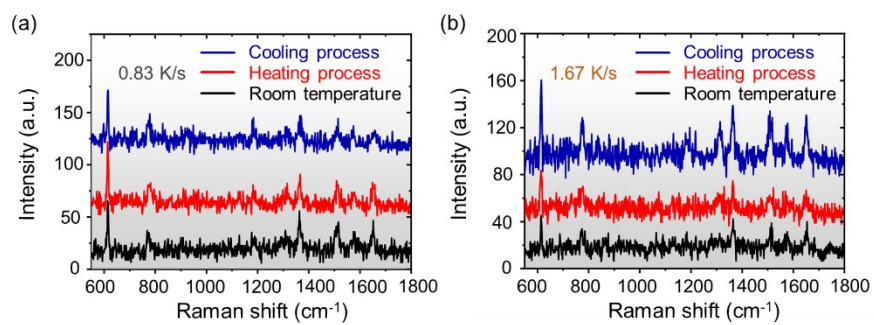 (a)
200
150
100
50
0
Intensity (a.u.)
0.83 K/s
Cooling process
Heating process
Room temperature
600 800 1000 1200 1400 1600 1800
Raman shift (cm⁻¹)
(b)
200
160
120
80
40
0
Intensity (a.u.)
1.67 K/s
Cooling process
Heating process
Room temperature
600 800 1000 1200 1400 1600 1800
Raman shift (cm⁻¹)